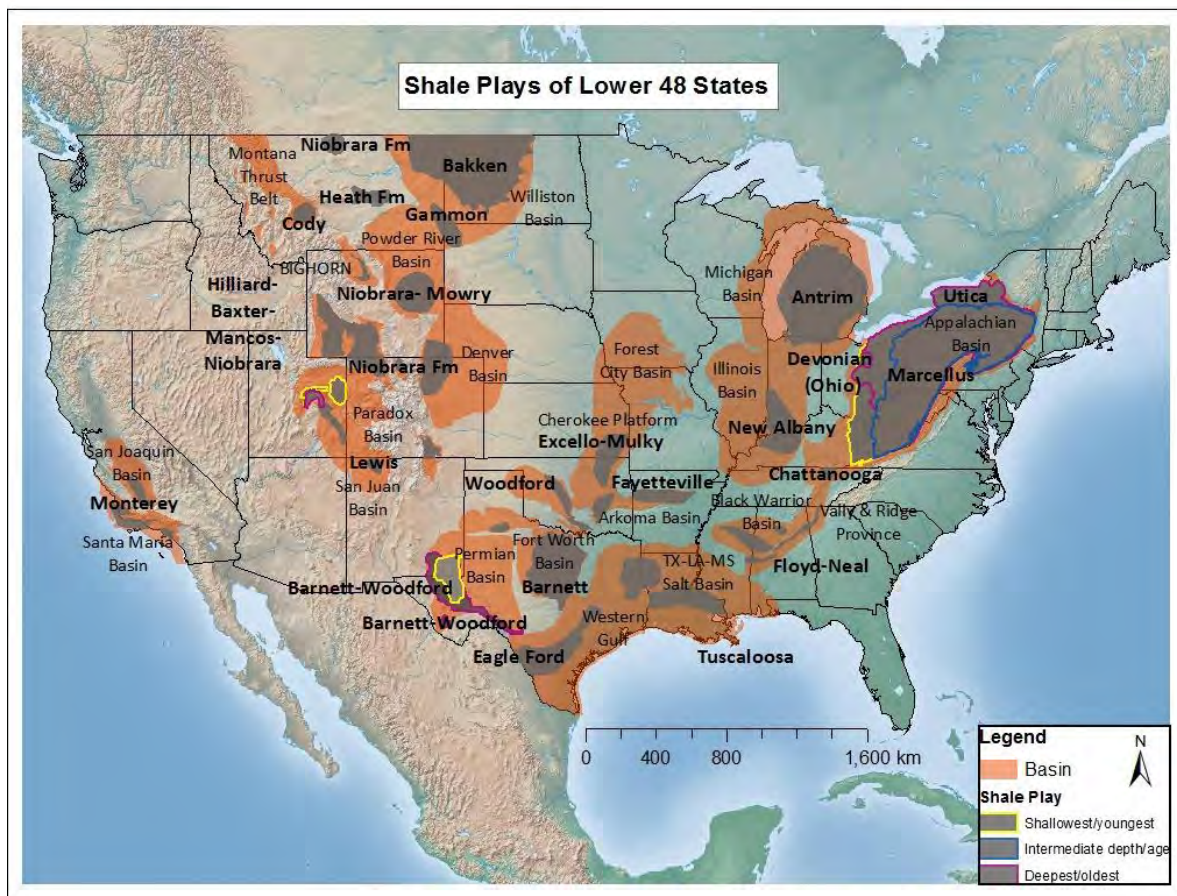 Shale Plays of Lower 48 States
Niobrara Fm
Montana
Thrust
Belt
Bakken
Heath Fm
Cody
Gammon
Williston
Basin
Powder River
Basin
BIGHORN
Hilliard-
Baxter-
Mancos-
Niobrara
Niobrara- Mowry
Michigan
Basin
Antrim
Utica
Appalachian
Basin
Niobrara Fm
Denver
Basin
Forest
City Basin
Illinois
Basin
Devonian
(Ohio)
Marcellus
Paradox
Basin
Cherokee Platform
Excello-Mulky
New Albany
San Joaquin
Basin
Monterey
Lewis
San Juan
Basin
Woodford
Fayetteville
Chattanooga
Arkoma Basin
Black Warrior
Basin
Vally & Ridge
Province
Santa Maria
Basin
Permian
Basin
Fort Worth
Basin
Barnett
TX-LA-MS
Salt Basin
Floyd-Neal
Barnett-Woodford
Barnett-Woodford
Western
Gulf
Eagle Ford
Tuscaloosa
0 400 800 1,600 km
Legend
N
Basin
Shale Play
Shallowest/youngest
Intermediate depth/age
Deepest/oldest